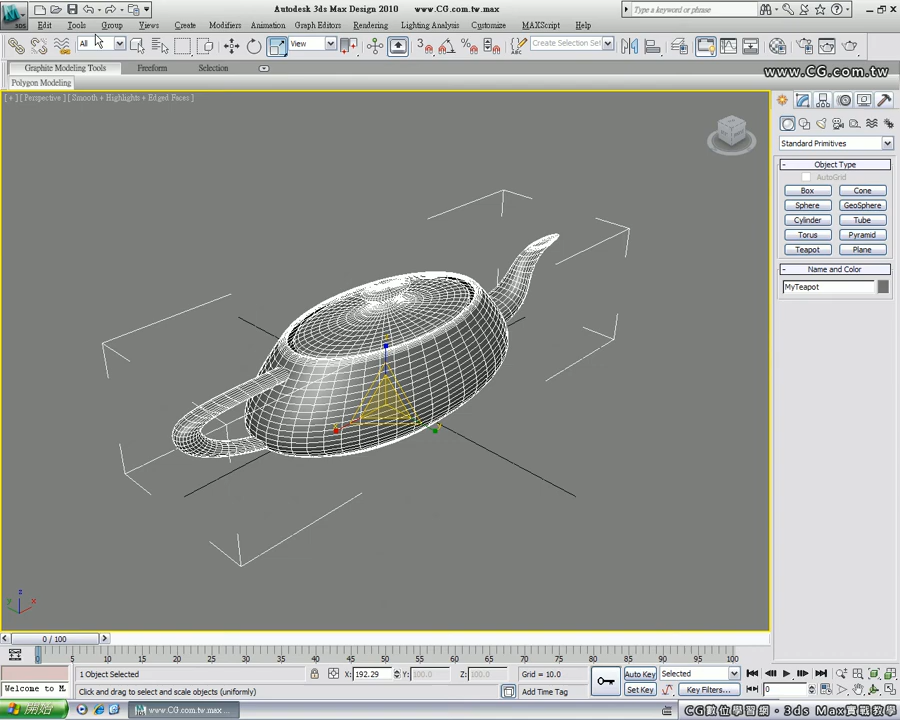 Autodesk 3ds Max Design 2010 www.CG.com.tw.max
Type a keyword or phrase
Edit Tools Group Views Create Modifiers Animation Graph Editors Rendering Lighting Analysis Customize MAXScript Help
All View 3 Create Selection Se
Graphite Modeling Tools Freeform Selection
www.CG.com.tw
Polygon Modeling
[ + ] [ Perspective ] [ Smooth + Highlights + Edged Faces ]
Standard Primitives
- Object Type
AutoGrid
Box Cone
Sphere GeoSphere
Cylinder Tube
Torus Pyramid
Teapot Plane
- Name and Color
MyTeapot
z
y x
0 / 100
0 5 10 15 20 25 30 35 40 45 50 55 60 65 70 75 80 85 90 95 100
1 Object Selected X: 192.29 Y: 100.0 Z: 100.0 Grid = 10.0 Auto Key Selected
Welcome to M Click and drag to select and scale objects (uniformly) Add Time Tag Set Key Key Filters... 0
開始 www.CG.com.tw.max ...
CG數位學習網・3ds Max實戰教學